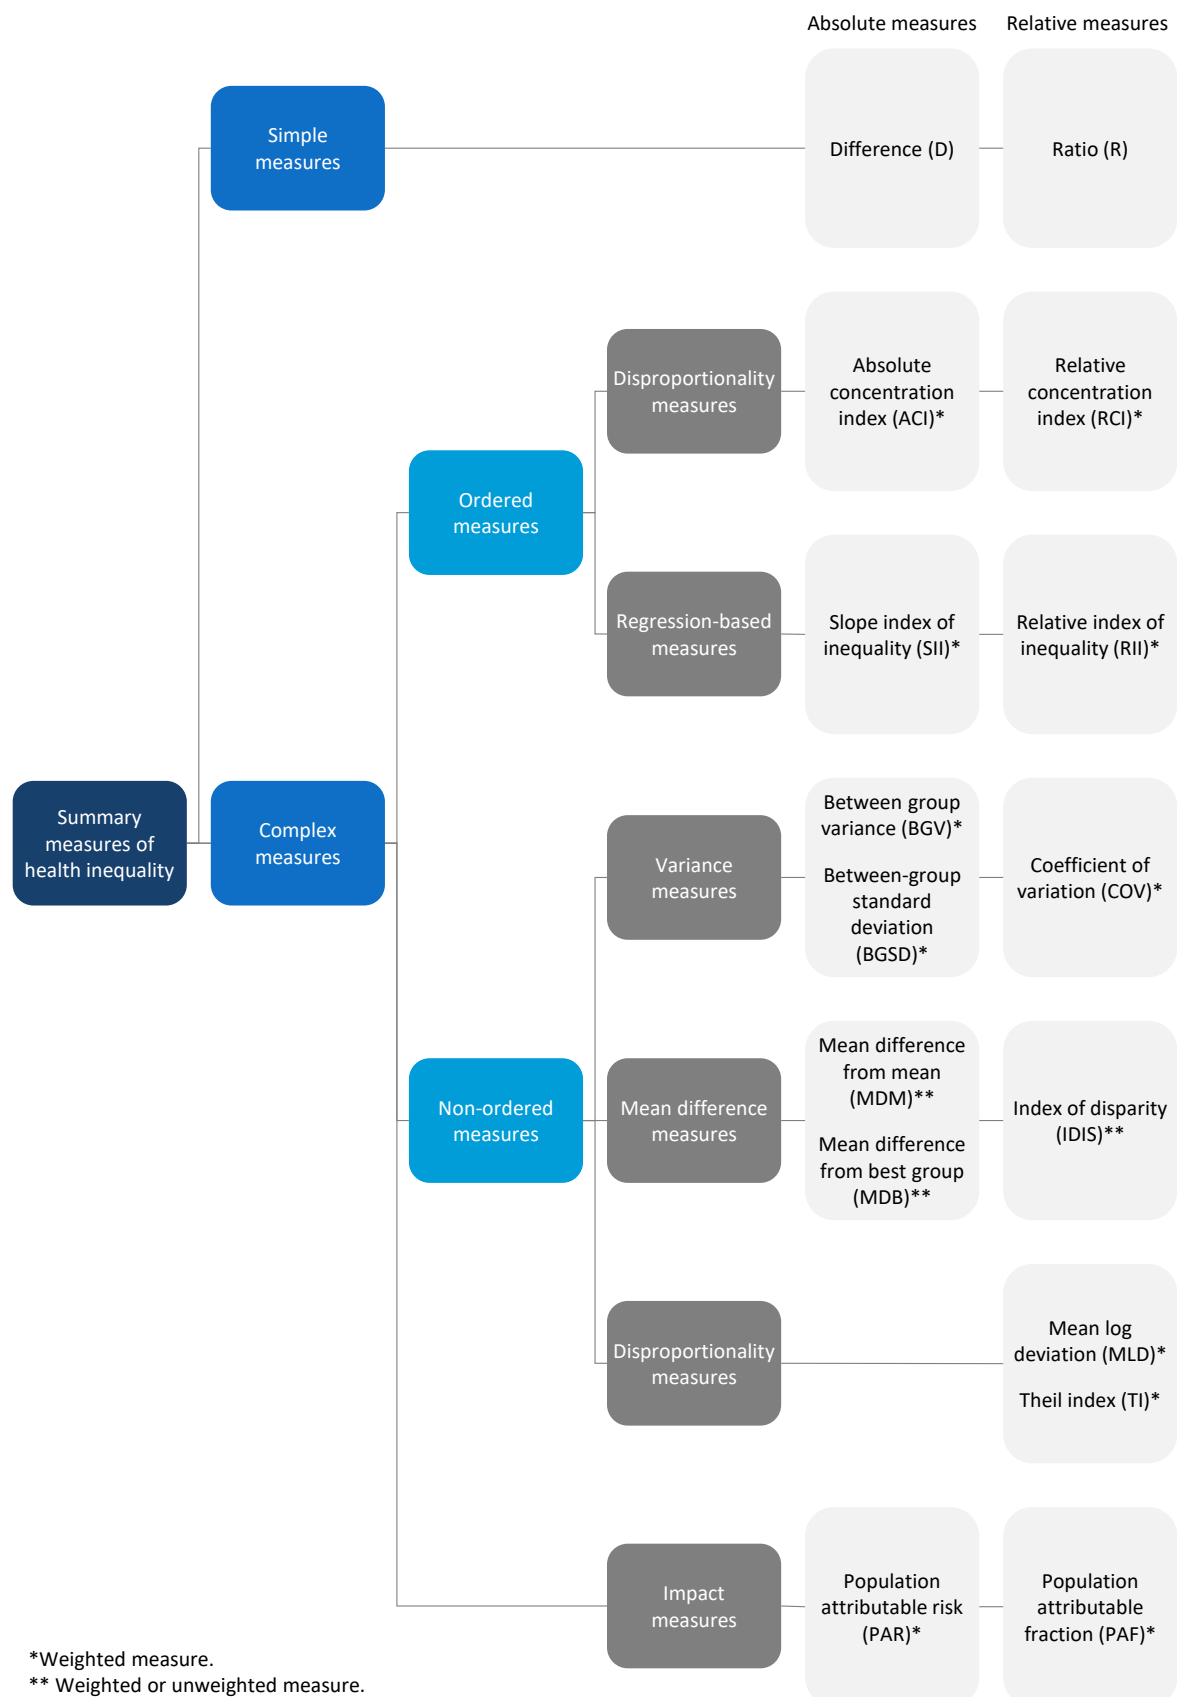 Absolute measures
Relative measures
Simple
measures
Difference (D)
Ratio (R)
Disproportionality
measures
Absolute
concentration
index (ACI)*
Relative
concentration
index (RCI)*
Ordered
measures
Regression-based
measures
Slope index of
inequality (SII)*
Relative index of
inequality (RII)*
Summary
measures of
health inequality
Complex
measures
Variance
measures
Between group
variance (BGV)*
Between-group
standard
deviation
(BGSD)*
Coefficient of
variation (COV)*
Non-ordered
measures
Mean difference
measures
Mean difference
from mean
(MDM)**
Mean difference
from best group
(MDB)**
Index of disparity
(IDIS)**
Disproportionality
measures
Mean log
deviation (MLD)*
Theil index (TI)*
Impact
measures
Population
attributable risk
(PAR)*
Population
attributable
fraction (PAF)*
*Weighted measure.
** Weighted or unweighted measure.